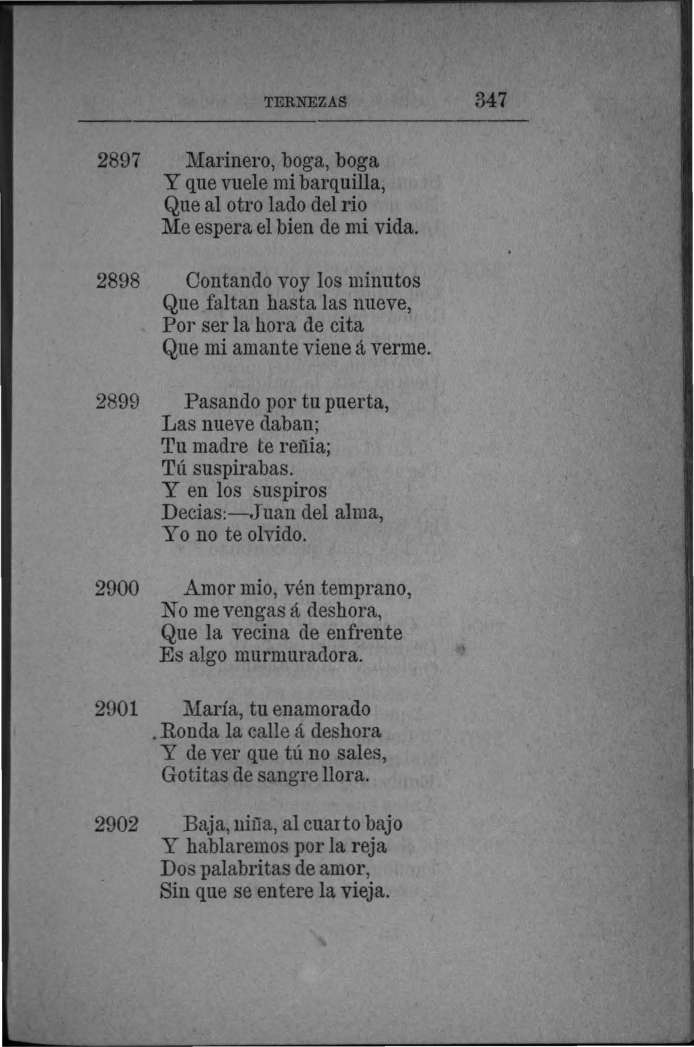 TERNEZAS 347
2897 Marinero, boga, boga
Y que vuele mi barquilla,
Que al otro lado del rio
Me espera el bien de mi vida.
2898 Contando voy los minutos
Que faltan hasta las nueve,
Por ser la hora de cita
Que mi amante viene á verme.
2899 Pasando por tu puerta,
Las nueve daban;
Tu madre te reñia;
Tú suspirabas.
Y en los suspiros
Decias:—Juan del alma,
Yo no te olvido.
2900 Amor mio, vén temprano,
No me vengas á deshora,
Que la vecina de enfrente
Es algo murmuradora.
2901 María, tu enamorado
Ronda la calle á deshora
Y de ver que tú no sales,
Gotitas de sangre llora.
2902 Baja, niña, al cuarto bajo
Y hablaremos por la reja
Dos palabritas de amor,
Sin que se entere la vieja.